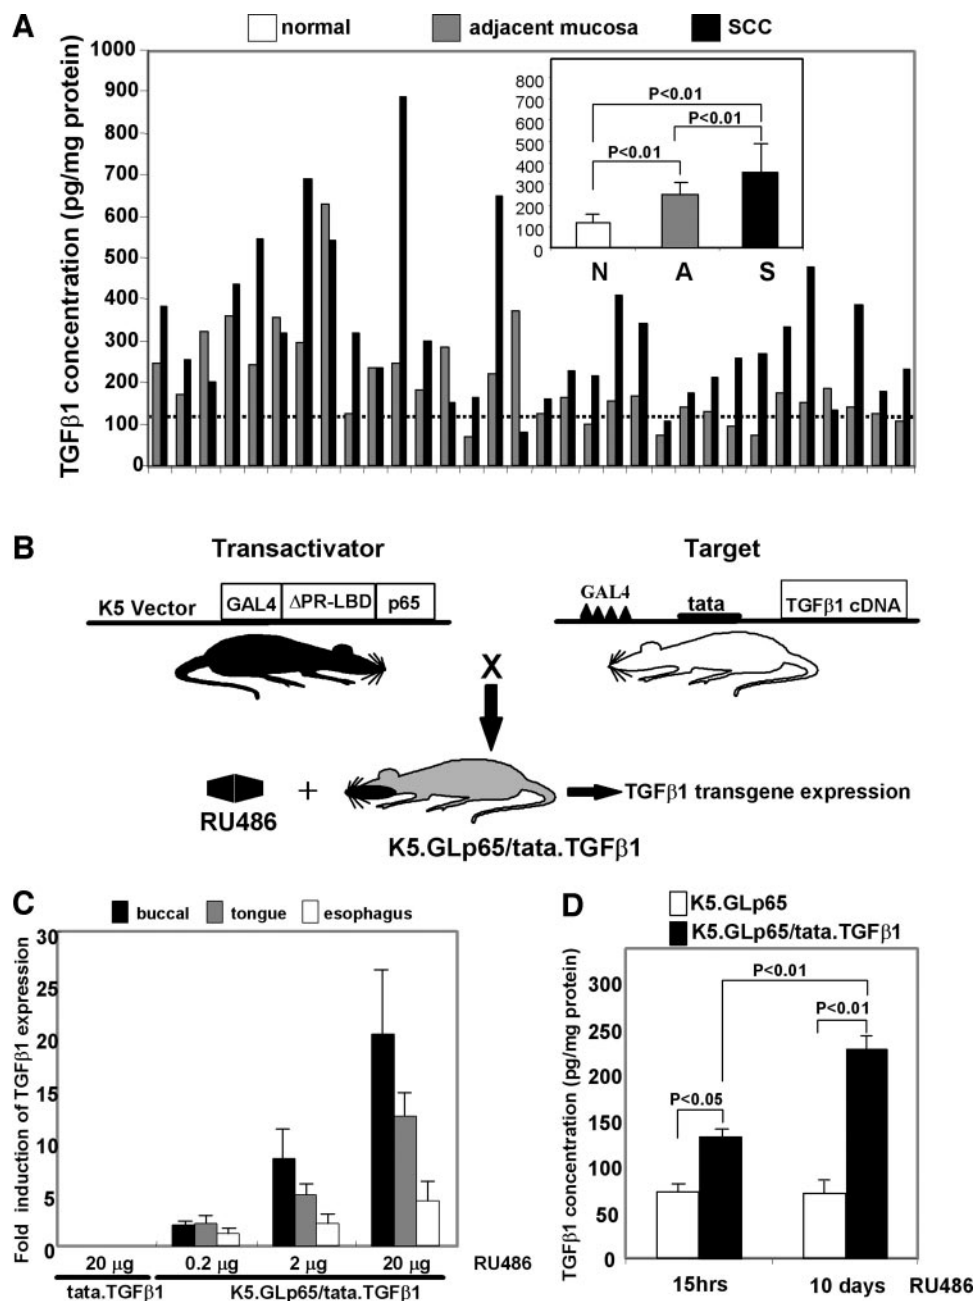 A
normal
adjacent mucosa
SCC
TGFβ1 concentration (pg/mg protein)
1000
900
800
700
600
500
400
300
200
100
0
800
700
600
500
400
300
200
100
0
P<0.01
P<0.01
P<0.01
N A S
B
Transactivator
Target
K5 Vector GAL4 ΔPR-LBD p65
GAL4 tata TGFβ1 cDNA
X
RU486 +
TGFβ1 transgene expression
K5.GLp65/tata.TGFβ1
C
buccal tongue esophagus
Fold induction of TGFβ1 expression
30
25
20
15
10
5
0
20 μg 0.2 μg 2 μg 20 μg RU486
tata.TGFβ1 K5.GLp65/tata.TGFβ1
D
K5.GLp65
K5.GLp65/tata.TGFβ1
TGFβ1 concentration (pg/mg protein)
300
250
200
150
100
50
0
P<0.01
P<0.01
P<0.05
15hrs 10 days RU486